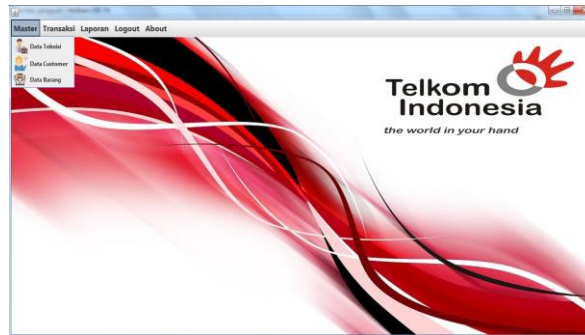 Master Transaksi Laporan Logout About
Data Teknisi
Data Customer
Data Barang
Telkom
Indonesia
the world in your hand